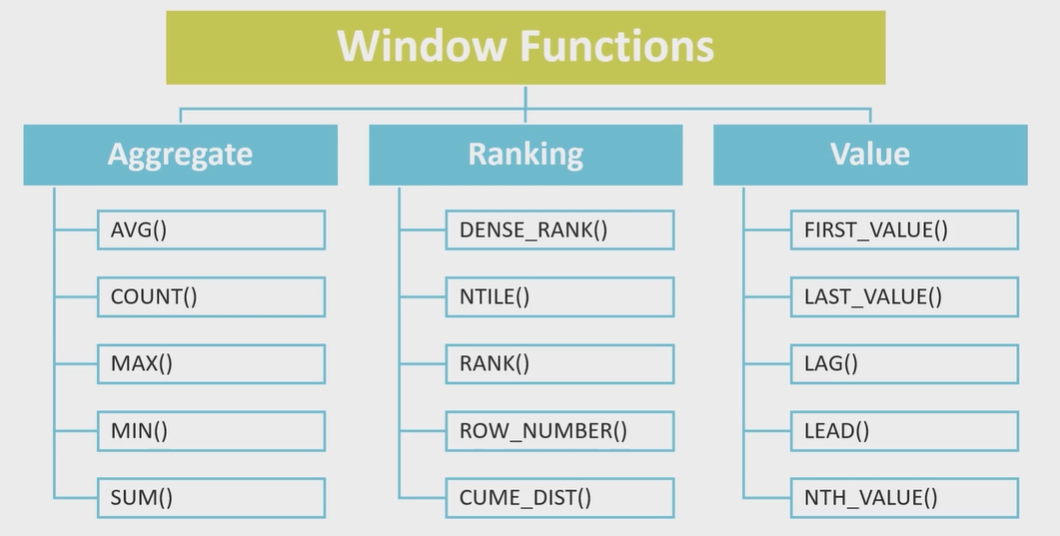 Window Functions
Aggregate
AVG()
COUNT()
MAX()
MIN()
SUM()
Ranking
DENSE_RANK()
NTILE()
RANK()
ROW_NUMBER()
CUME_DIST()
Value
FIRST_VALUE()
LAST_VALUE()
LAG()
LEAD()
NTH_VALUE()